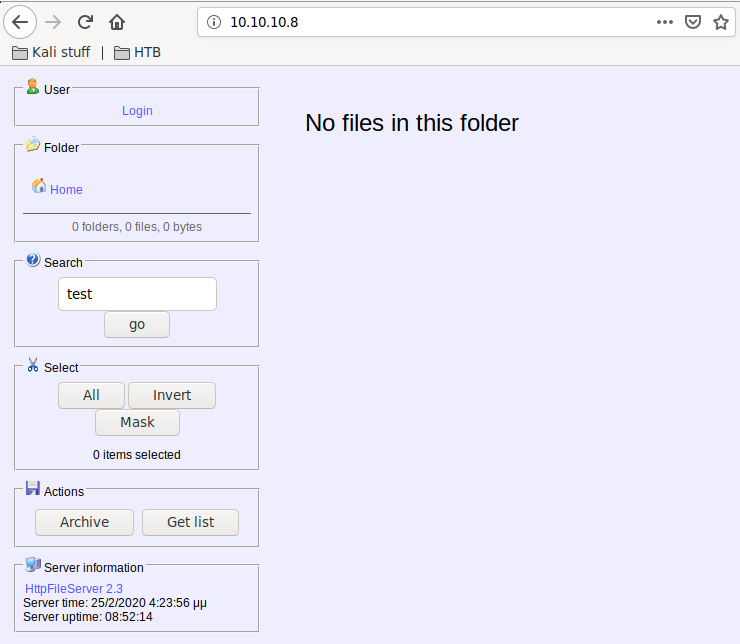 10.10.10.8
Kali stuff | HTB
User
Login
No files in this folder
Folder
Home
0 folders, 0 files, 0 bytes
Search
test
go
Select
All Invert
Mask
0 items selected
Actions
Archive Get list
Server information
HttpFileServer 2.3
Server time: 25/2/2020 4:23:56 μμ
Server uptime: 08:52:14